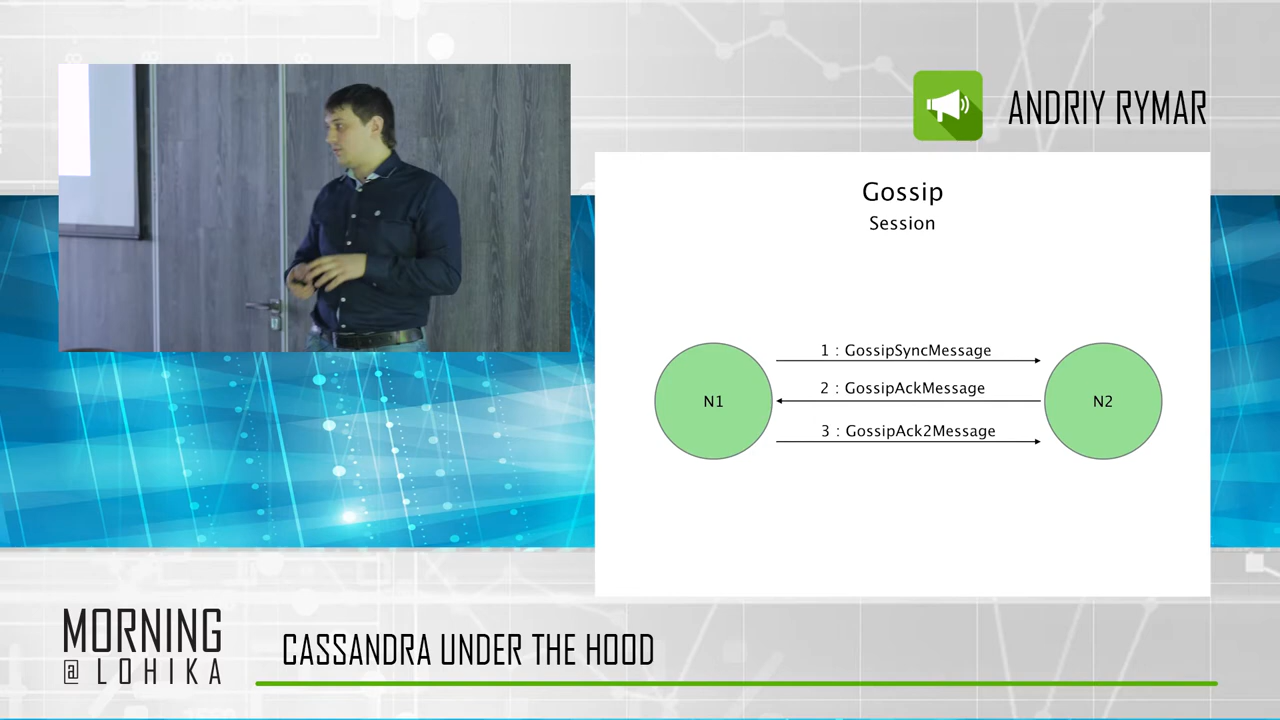 ANDRIY RYMAR
Gossip
Session
1 : GossipSyncMessage
2 : GossipAckMessage
3 : GossipAck2Message
N1
N2
MORNING
@ LOHIKA
CASSANDRA UNDER THE HOOD